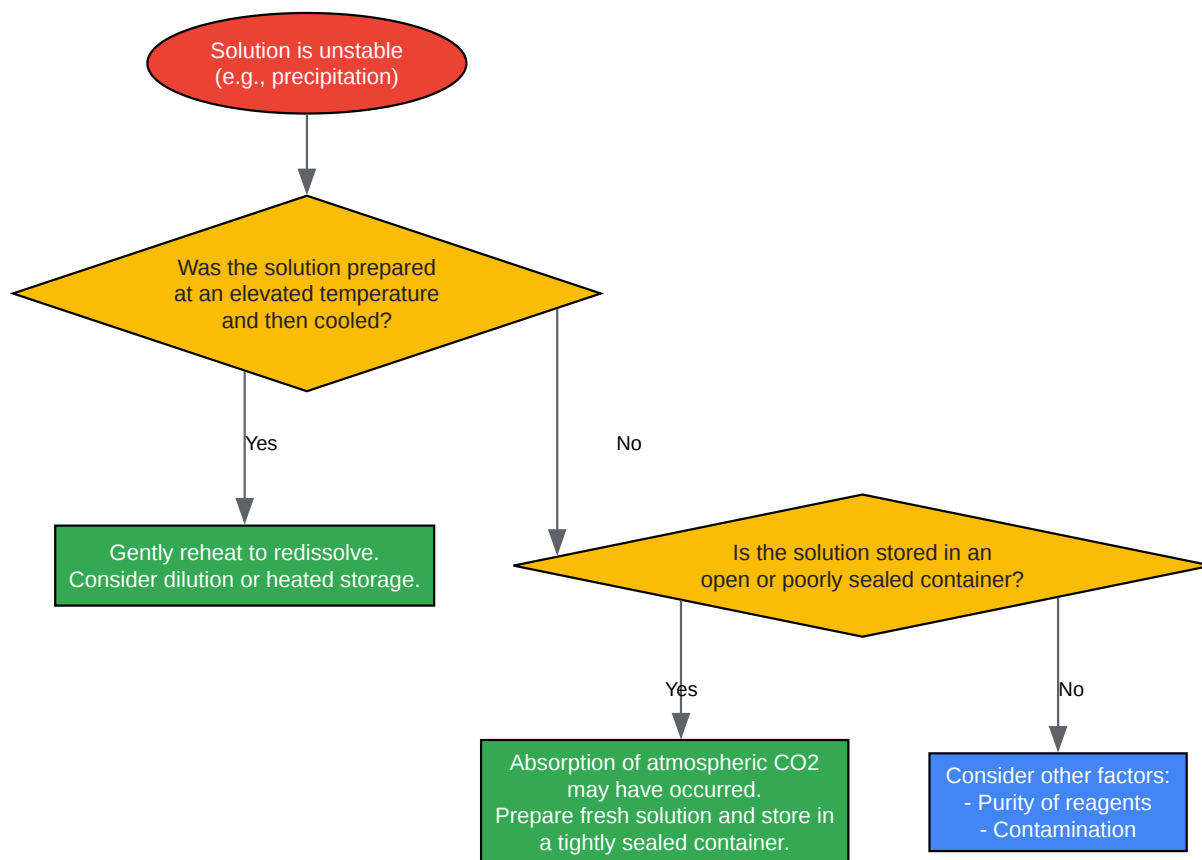 Solution is unstable
(e.g., precipitation)
Was the solution prepared
at an elevated temperature
and then cooled?
Yes
No
Gently reheat to redissolve.
Consider dilution or heated storage.
Is the solution stored in an
open or poorly sealed container?
Yes
No
Absorption of atmospheric CO2
may have occurred.
Prepare fresh solution and store in
a tightly sealed container.
Consider other factors:
- Purity of reagents
- Contamination